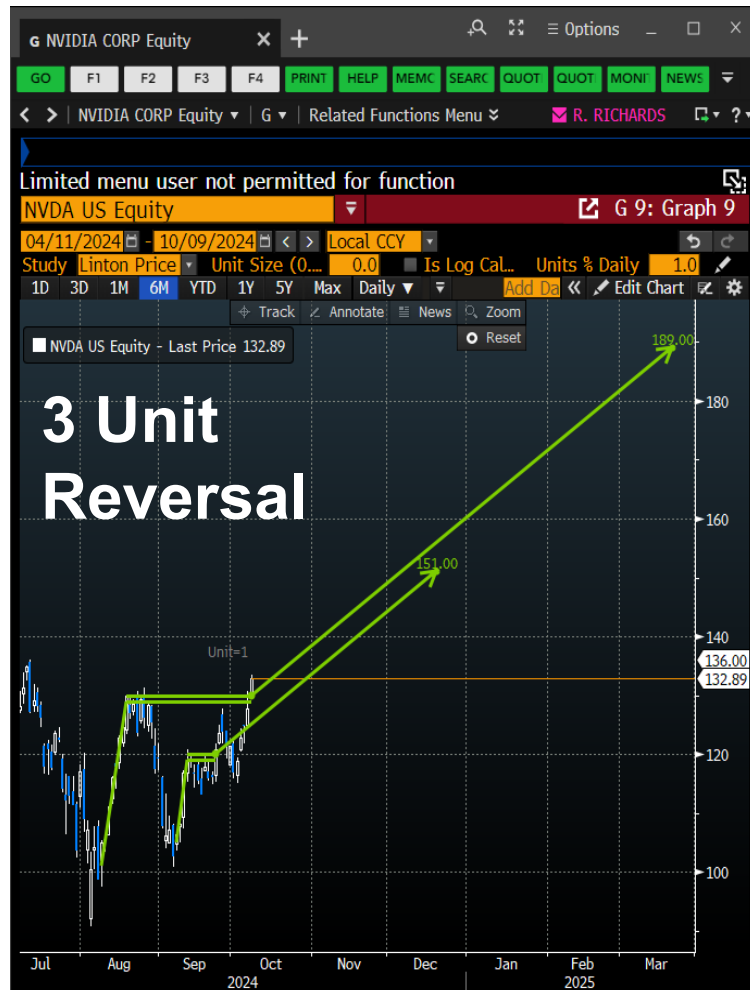 G NVIDIA CORP Equity × + Options _ □ ×
GO F1 F2 F3 F4 PRINT HELP MEMC SEARC QUOT QUOT MONI NEWS
< > NVIDIA CORP Equity G Related Functions Menu R. RICHARDS ?
Limited menu user not permitted for function
NVDA US Equity G 9: Graph 9
04/11/2024 - 10/09/2024 < > Local CCY
Study Linton Price Unit Size (0.... 0.0 Is Log Cal... Units % Daily 1.0
1D 3D 1M 6M YTD 1Y 5Y Max Daily ▼ Add Da « Edit Chart
Track Annotate News Zoom
Reset
NVDA US Equity - Last Price 132.89
189.00
180
3 Unit
Reversal
160
151.00
Unit=1
140
136.00
132.89
120
100
Jul Aug Sep Oct Nov Dec Jan Feb Mar
2024 2025